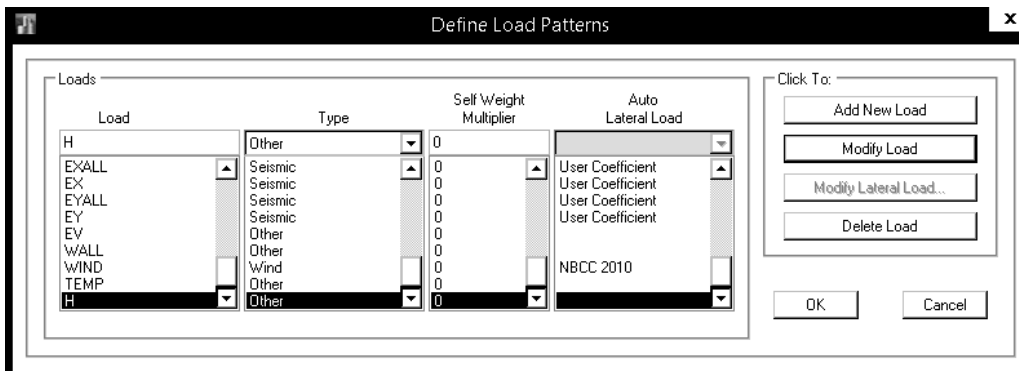 Define Load Patterns
x
Loads
Click To:
Load Type Self Weight Multiplier Auto Lateral Load
H Other 0
EXALL Seismic 0 User Coefficient
EX Seismic 0 User Coefficient
EYALL Seismic 0 User Coefficient
EY Seismic 0 User Coefficient
EV Other 0
WALL Other 0
WIND Wind 0 NBCC 2010
TEMP Other 0
H Other 0
Add New Load
Modify Load
Modify Lateral Load...
Delete Load
OK Cancel